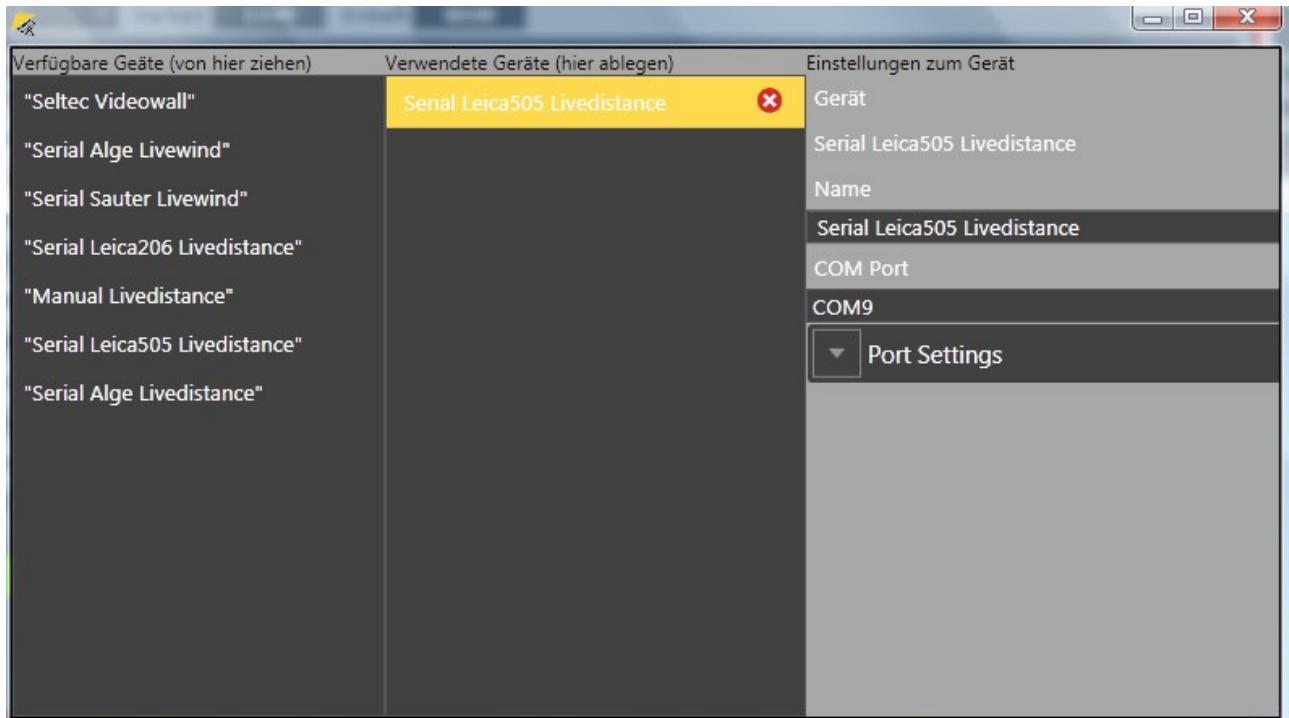 Verfügbare Geäte (von hier ziehen)
"Seltec Videowall"
"Serial Alge Livewind"
"Serial Sauter Livewind"
"Serial Leica206 Livedistance"
"Manual Livedistance"
"Serial Leica505 Livedistance"
"Serial Alge Livedistance"
Verwendete Geräte (hier ablegen)
Serial Leica505 Livedistance
Einstellungen zum Gerät
Gerät
Serial Leica505 Livedistance
Name
Serial Leica505 Livedistance
COM Port
COM9
Port Settings